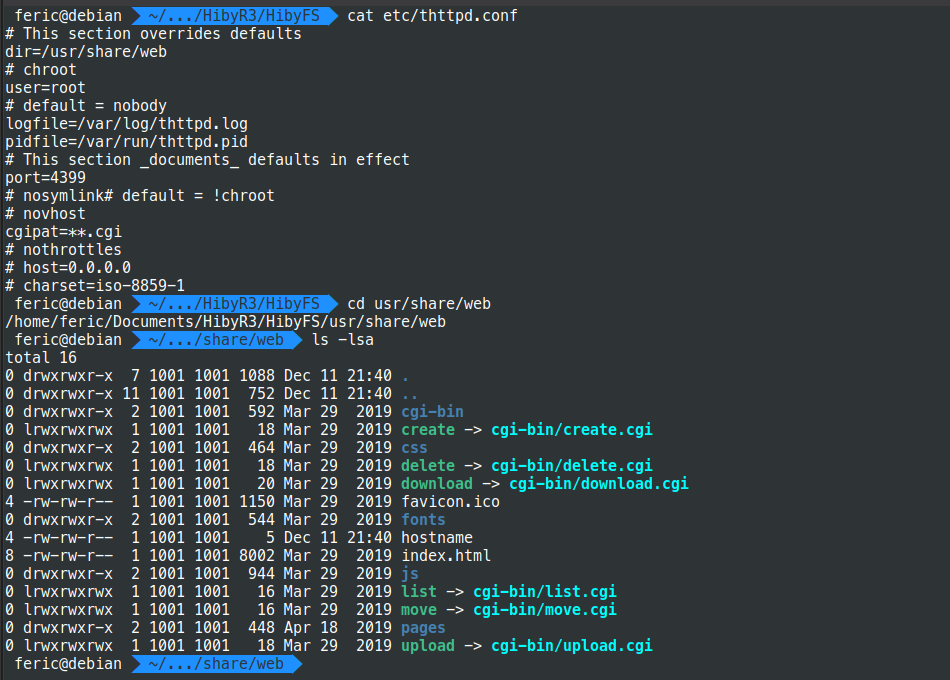 feric@debian ~/.../HibyR3/HibyFS cat etc/thttpd.conf
# This section overrides defaults
dir=/usr/share/web
# chroot
user=root
# default = nobody
logfile=/var/log/thttpd.log
pidfile=/var/run/thttpd.pid
# This section _documents_ defaults in effect
port=4399
# nosymlink# default = !chroot
# novhost
cgipat=**.cgi
# nothrottles
# host=0.0.0.0
# charset=iso-8859-1
feric@debian ~/.../HibyR3/HibyFS cd usr/share/web
/home/feric/Documents/HibyR3/HibyFS/usr/share/web
feric@debian ~/.../share/web ls -lsa
total 16
0 drwxrwxr-x  7 1001 1001 1088 Dec 11 21:40 .
0 drwxrwxr-x 11 1001 1001  752 Dec 11 21:40 ..
0 drwxrwxr-x  2 1001 1001  592 Mar 29  2019 cgi-bin
0 lrwxrwxrwx  1 1001 1001   18 Mar 29  2019 create -> cgi-bin/create.cgi
0 drwxrwxr-x  2 1001 1001  464 Mar 29  2019 css
0 lrwxrwxrwx  1 1001 1001   18 Mar 29  2019 delete -> cgi-bin/delete.cgi
0 lrwxrwxrwx  1 1001 1001   20 Mar 29  2019 download -> cgi-bin/download.cgi
4 -rw-rw-r--  1 1001 1001 1150 Mar 29  2019 favicon.ico
0 drwxrwxr-x  2 1001 1001  544 Mar 29  2019 fonts
4 -rw-rw-r--  1 1001 1001    5 Dec 11 21:40 hostname
8 -rw-rw-r--  1 1001 1001 8002 Mar 29  2019 index.html
0 drwxrwxr-x  2 1001 1001  944 Mar 29  2019 js
0 lrwxrwxrwx  1 1001 1001   16 Mar 29  2019 list -> cgi-bin/list.cgi
0 lrwxrwxrwx  1 1001 1001   16 Mar 29  2019 move -> cgi-bin/move.cgi
0 drwxrwxr-x  2 1001 1001  448 Apr 18  2019 pages
0 lrwxrwxrwx  1 1001 1001   18 Mar 29  2019 upload -> cgi-bin/upload.cgi
feric@debian ~/.../share/web